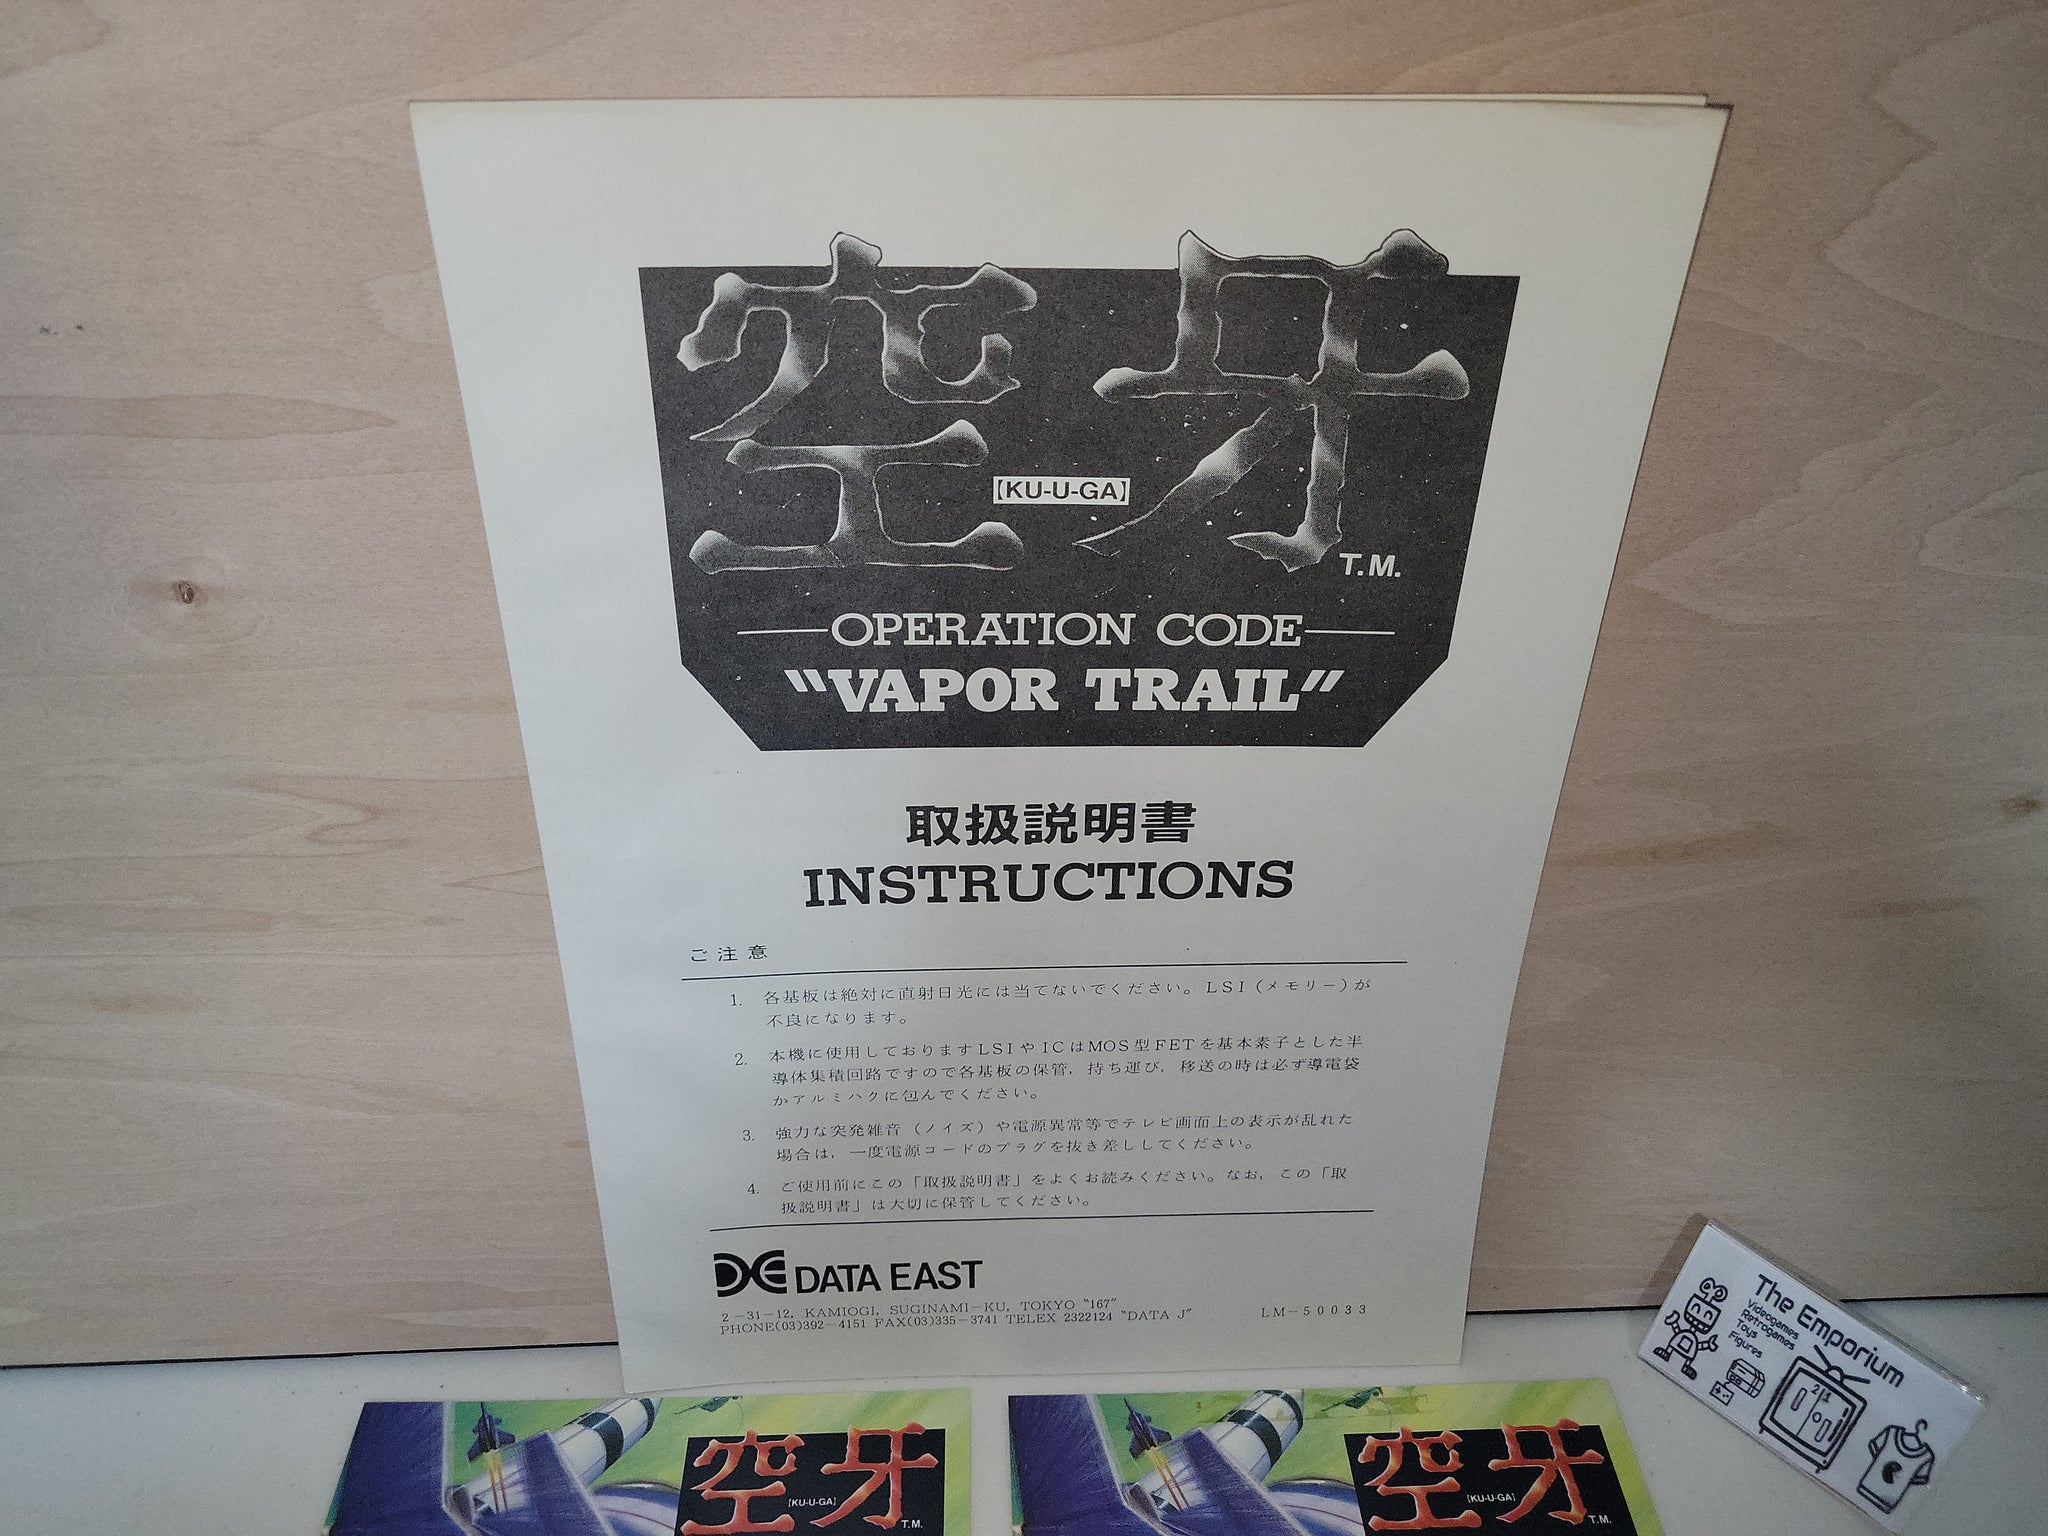 空牙
【KU-U-GA】
T.M.
OPERATION CODE
"VAPOR TRAIL"
取扱説明書
INSTRUCTIONS
ご注意
1. 各基板は絶対に直射日光には当てないでください。LSI(メモリー)が
不良になります。
2. 本機に使用しておりますLSIやICはMOS型FETを基本素子とした半
導体集積回路ですので各基板の保管，持ち運び，移送の時は必ず導電袋
かアルミハクに包んでください。
3. 強力な突発雑音（ノイズ）や電源異常等でテレビ画面上の表示が乱れた
場合は，一度電源コードのプラグを抜き差ししてください。
4. ご使用前にこの「取扱説明書」をよくお読みください。なお，この「取
扱説明書」は大切に保管してください。
DE DATA EAST
2-31-12, KAMIOGI, SUGINAMI-KU, TOKYO "167"
PHONE(03)392-4151 FAX(03)335-3741 TELEX 2322124 "DATA J" LM-50033
The Emporium
Videogames
Retrogames
Toys
Figures
2 1
空牙
【KU-U-GA】
T.M.
空牙
【KU-U-GA】
T.M.